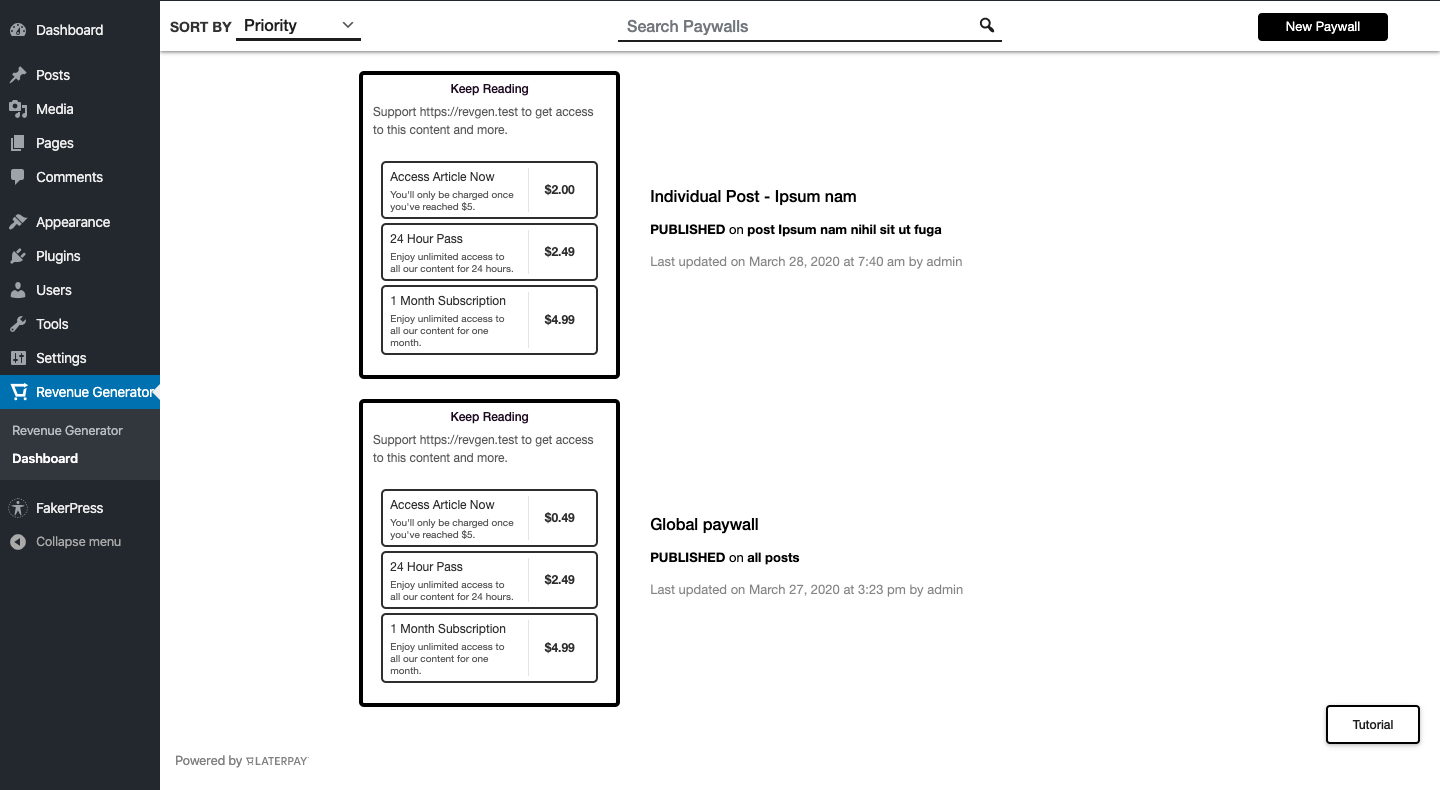 Dashboard
Posts
Media
Pages
Comments
Appearance
Plugins
Users
Tools
Settings
Revenue Generator
Revenue Generator
Dashboard
FakerPress
Collapse menu
SORT BY Priority
Search Paywalls
New Paywall
Keep Reading
Support https://revgen.test to get access
to this content and more.
Access Article Now
You'll only be charged once
you've reached $5.
$2.00
24 Hour Pass
Enjoy unlimited access to
all our content for 24 hours.
$2.49
1 Month Subscription
Enjoy unlimited access to
all our content for one
month.
$4.99
Individual Post - Ipsum nam
PUBLISHED on post Ipsum nam nihil sit ut fuga
Last updated on March 28, 2020 at 7:40 am by admin
Keep Reading
Support https://revgen.test to get access
to this content and more.
Access Article Now
You'll only be charged once
you've reached $5.
$0.49
24 Hour Pass
Enjoy unlimited access to
all our content for 24 hours.
$2.49
1 Month Subscription
Enjoy unlimited access to
all our content for one
month.
$4.99
Global paywall
PUBLISHED on all posts
Last updated on March 27, 2020 at 3:23 pm by admin
Tutorial
Powered by LATERPAY